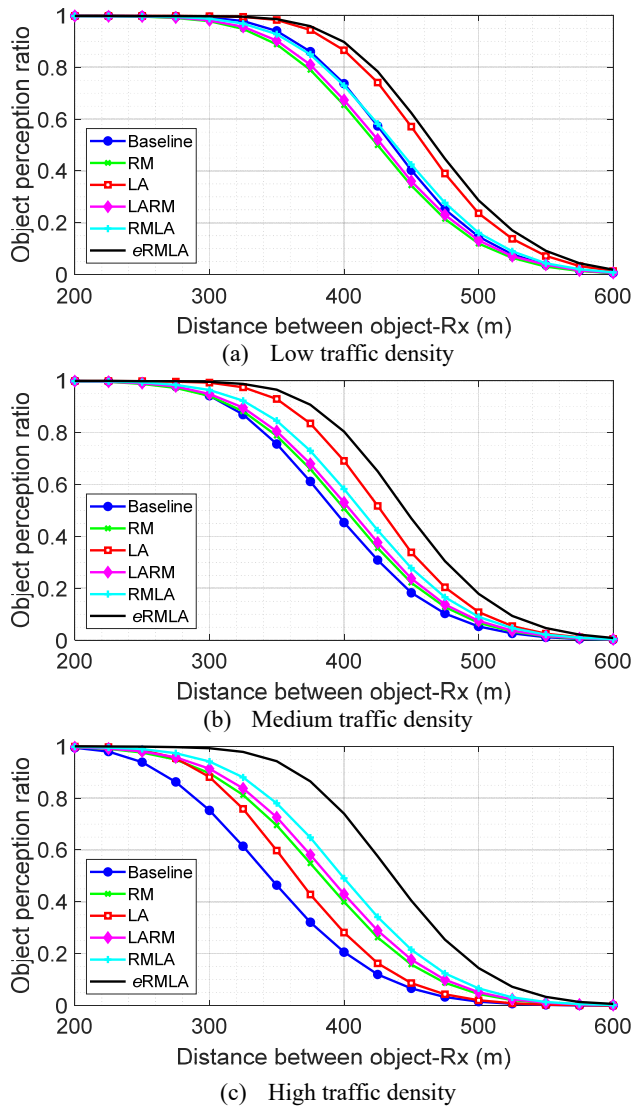 1
0.8
0.6
0.4
0.2
0
Object perception ratio
Baseline
RM
LA
LARM
RMLA
eRMLA
200 300 400 500 600
Distance between object-Rx (m)
(a) Low traffic density
1
0.8
0.6
0.4
0.2
0
Object perception ratio
Baseline
RM
LA
LARM
RMLA
eRMLA
200 300 400 500 600
Distance between object-Rx (m)
(b) Medium traffic density
1
0.8
0.6
0.4
0.2
0
Object perception ratio
Baseline
RM
LA
LARM
RMLA
eRMLA
200 300 400 500 600
Distance between object-Rx (m)
(c) High traffic density